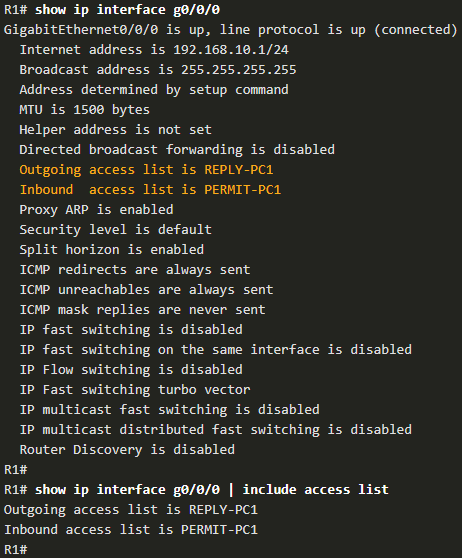 R1# show ip interface g0/0/0
GigabitEthernet0/0/0 is up, line protocol is up (connected)
  Internet address is 192.168.10.1/24
  Broadcast address is 255.255.255.255
  Address determined by setup command
  MTU is 1500 bytes
  Helper address is not set
  Directed broadcast forwarding is disabled
  Outgoing access list is REPLY-PC1
  Inbound  access list is PERMIT-PC1
  Proxy ARP is enabled
  Security level is default
  Split horizon is enabled
  ICMP redirects are always sent
  ICMP unreachables are always sent
  ICMP mask replies are never sent
  IP fast switching is disabled
  IP fast switching on the same interface is disabled
  IP Flow switching is disabled
  IP Fast switching turbo vector
  IP multicast fast switching is disabled
  IP multicast distributed fast switching is disabled
  Router Discovery is disabled
R1#
R1# show ip interface g0/0/0 | include access list
Outgoing access list is REPLY-PC1
Inbound access list is PERMIT-PC1
R1#